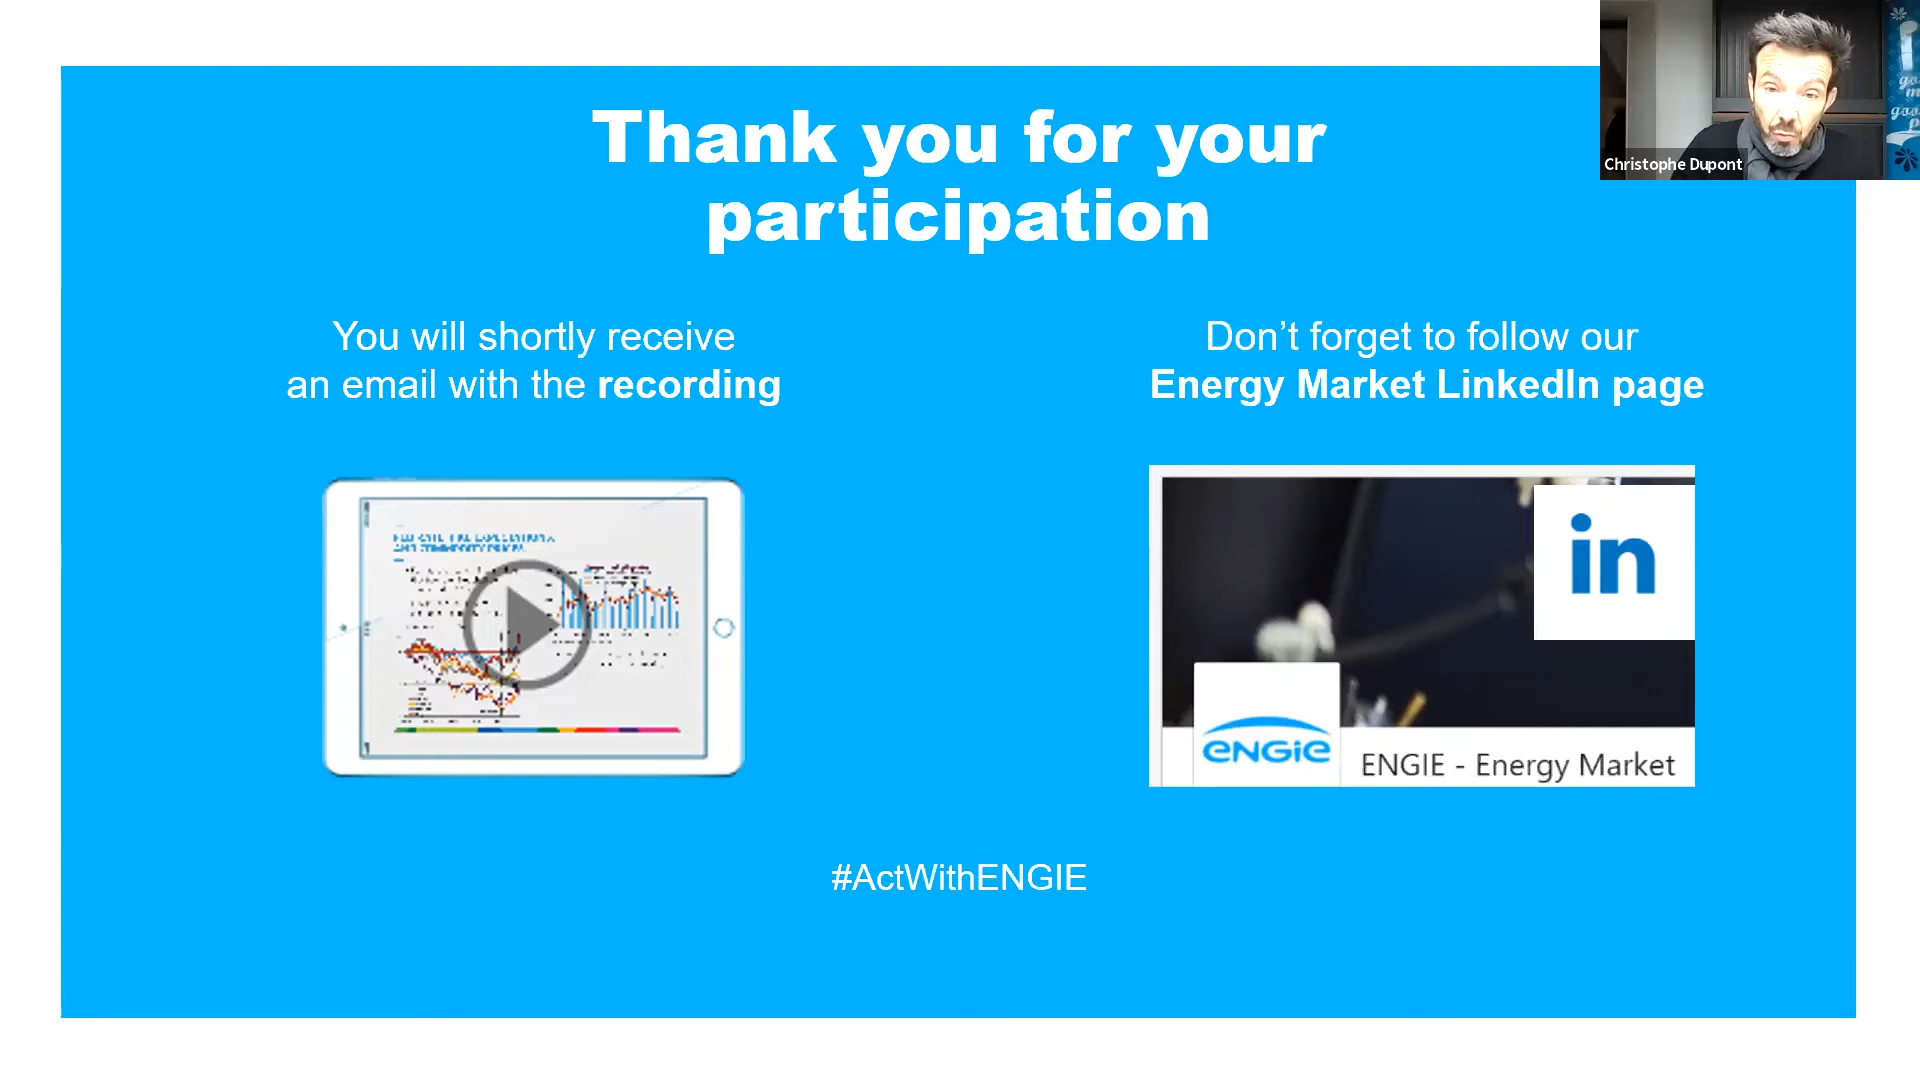 Thank you for your
participation
Christophe Dupont
You will shortly receive
an email with the recording
Don’t forget to follow our
Energy Market LinkedIn page
in
ENGIE
ENGIE - Energy Market
#ActWithENGIE